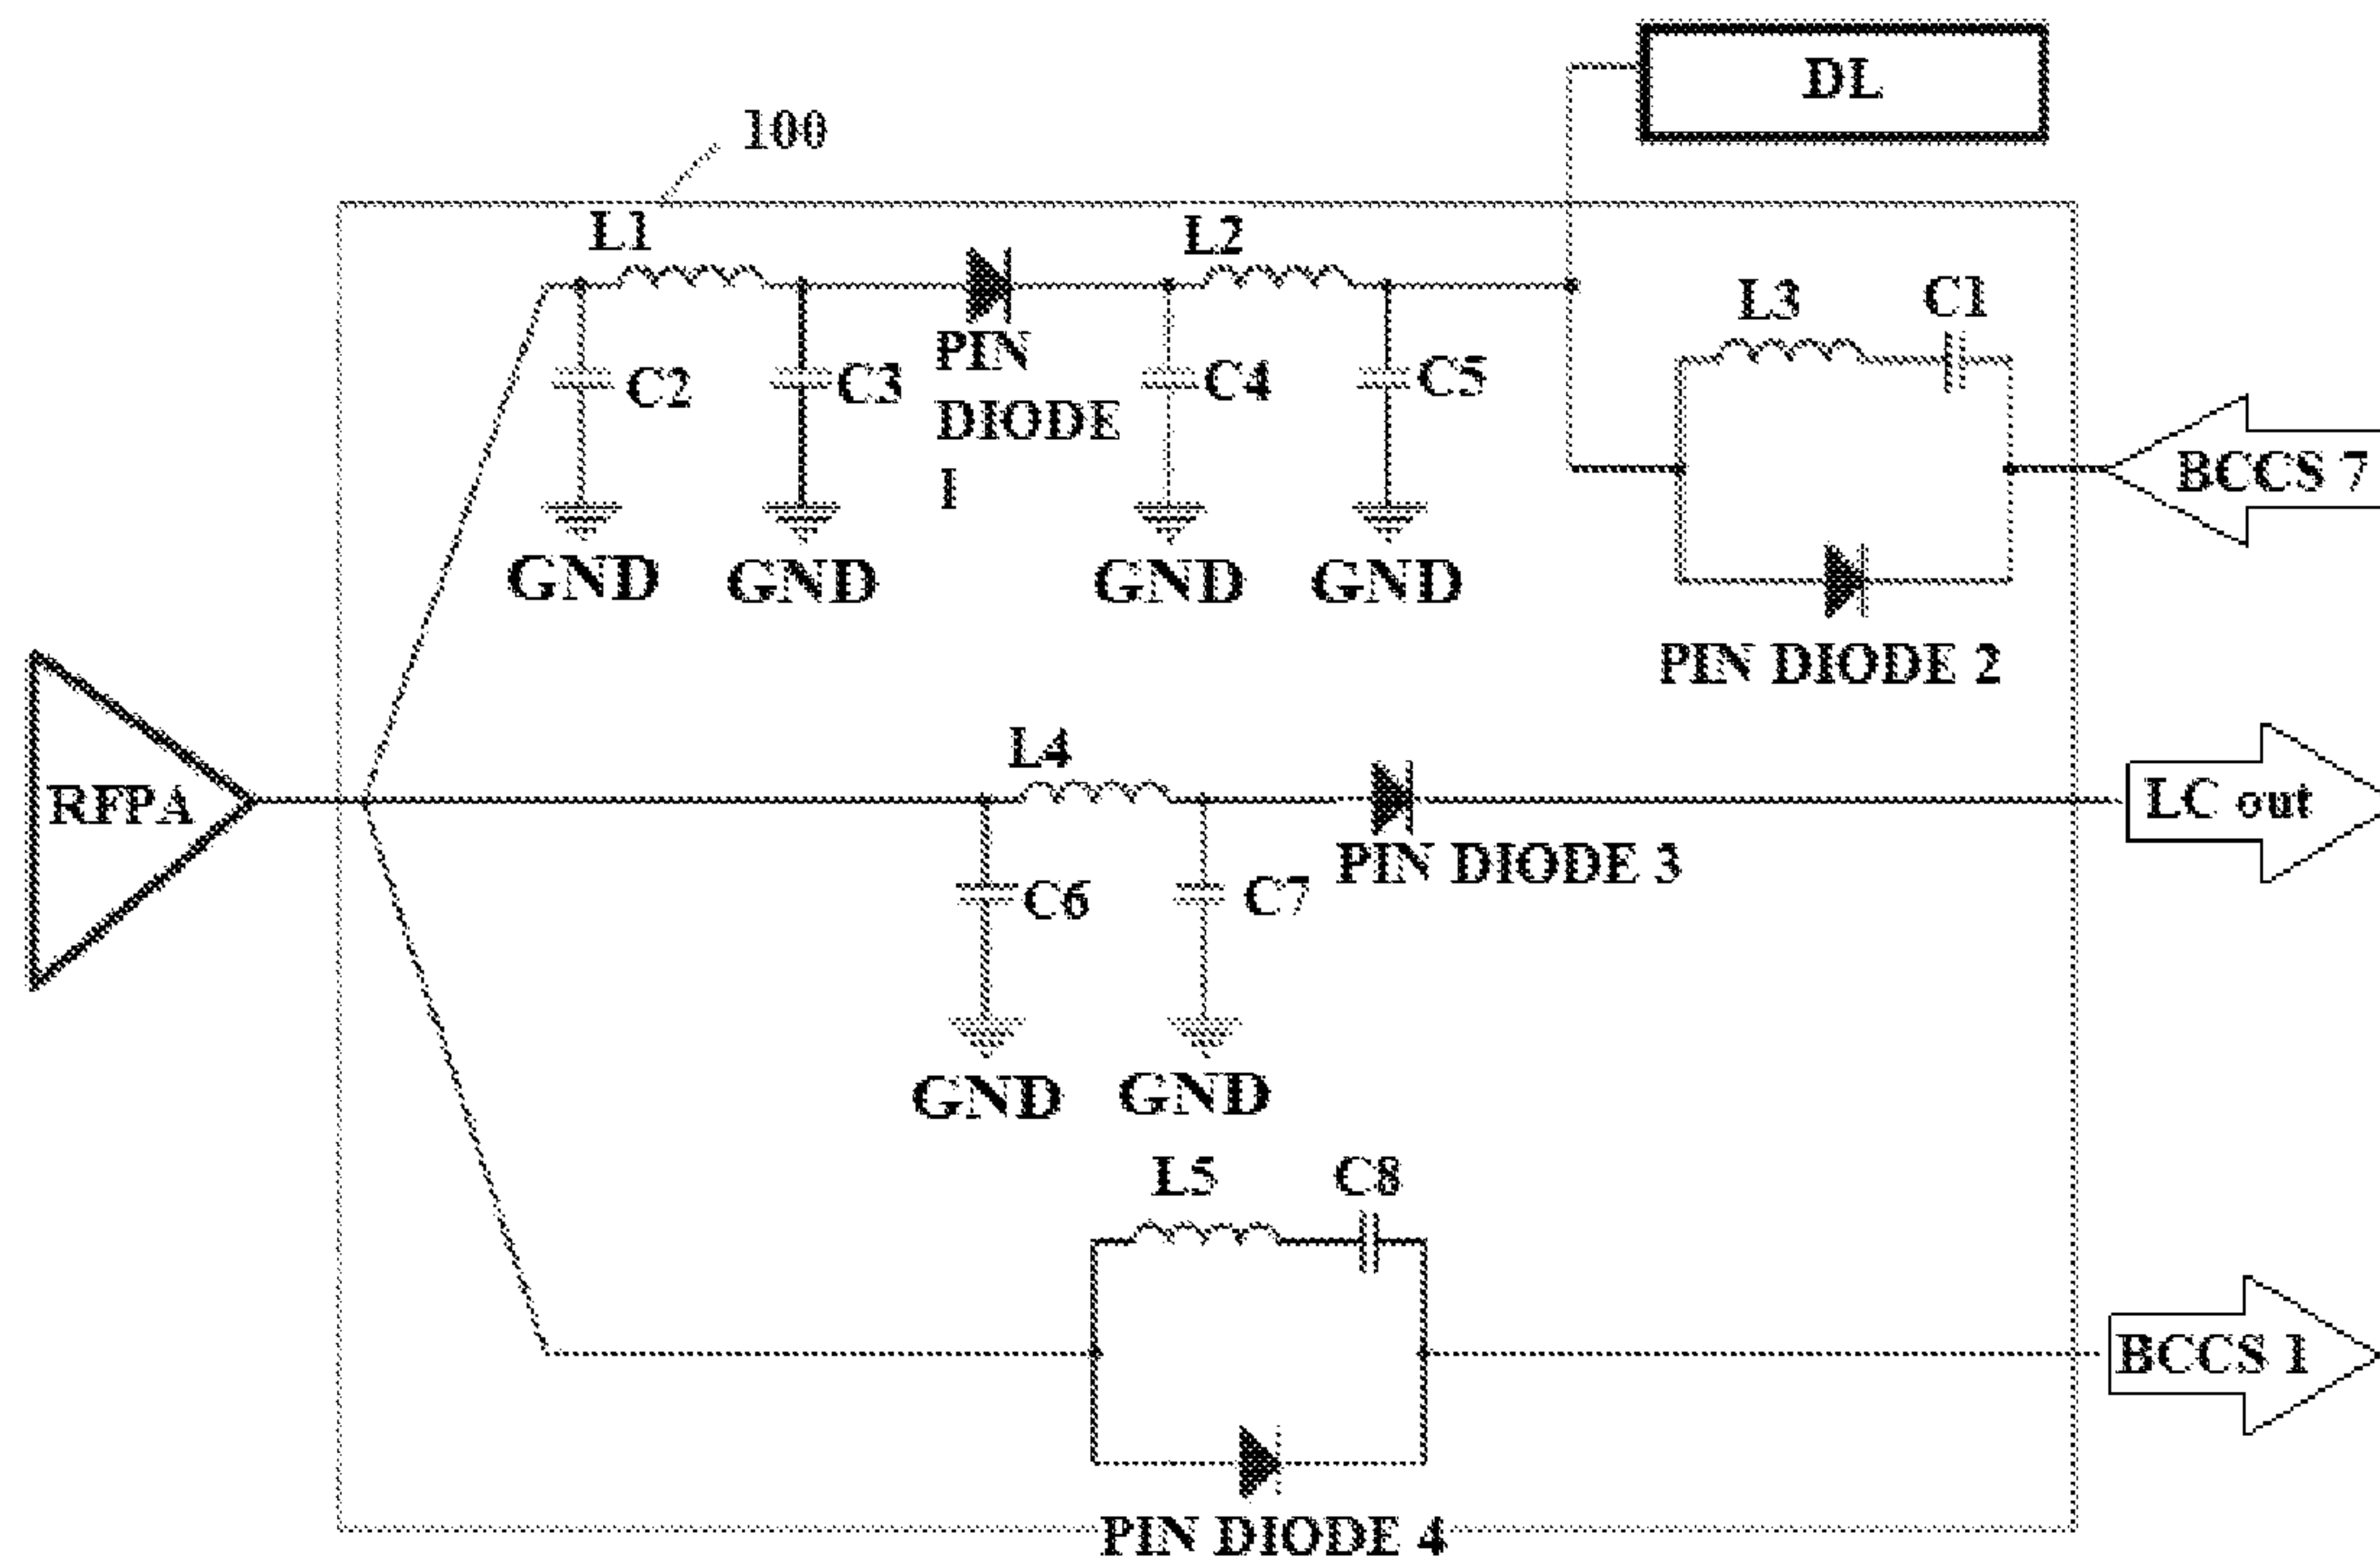 DL
100
L1
L2
L3
C1
C2
C3
PIN
DIODE
1
C4
C5
BCCS 7
GND
GND
GND
GND
PIN DIODE 2
RFPA
L4
LC out
PIN DIODE 3
C6
C7
GND
GND
L5
C8
BCCS 1
PIN DIODE 4